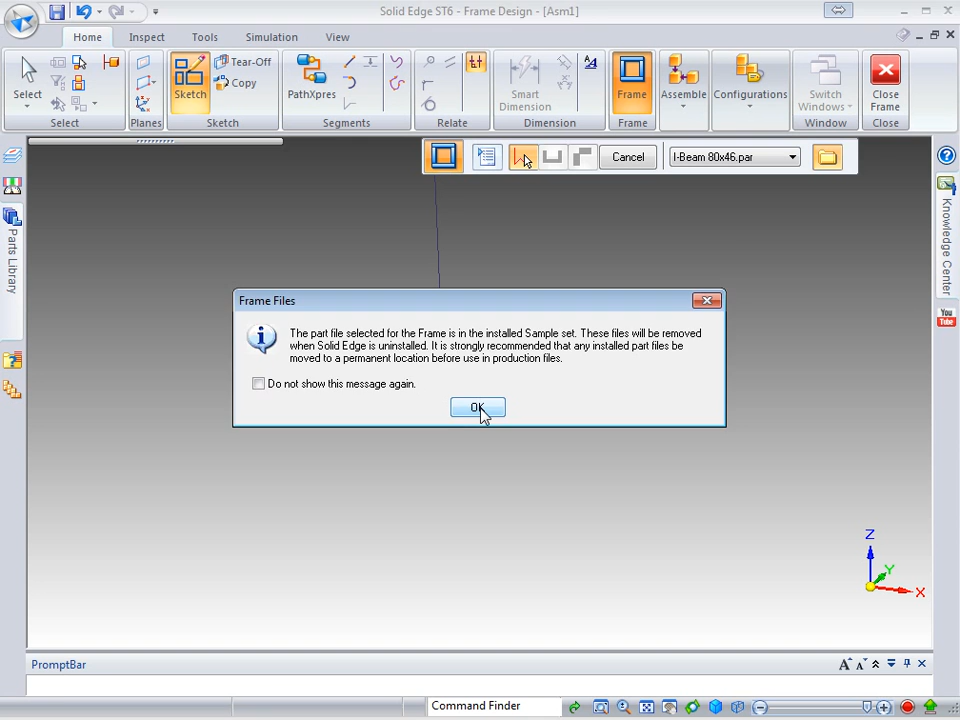 Solid Edge ST6 - Frame Design - [Asm1]
Home Inspect Tools Simulation View
Select
Select
Planes
Sketch
Tear-Off
Copy
Sketch
PathXpres
Segments
Relate
Smart
Dimension
Dimension
Frame
Frame
Assemble
Configurations
Switch
Windows
Window
Close
Frame
Close
Cancel
I-Beam 80x46.par
Parts Library
Knowledge Center
You
Tube
Frame Files
The part file selected for the Frame is in the installed Sample set. These files will be removed
when Solid Edge is uninstalled. It is strongly recommended that any installed part files be
moved to a permanent location before use in production files.
Do not show this message again.
OK
Z
Y
X
PromptBar
Command Finder